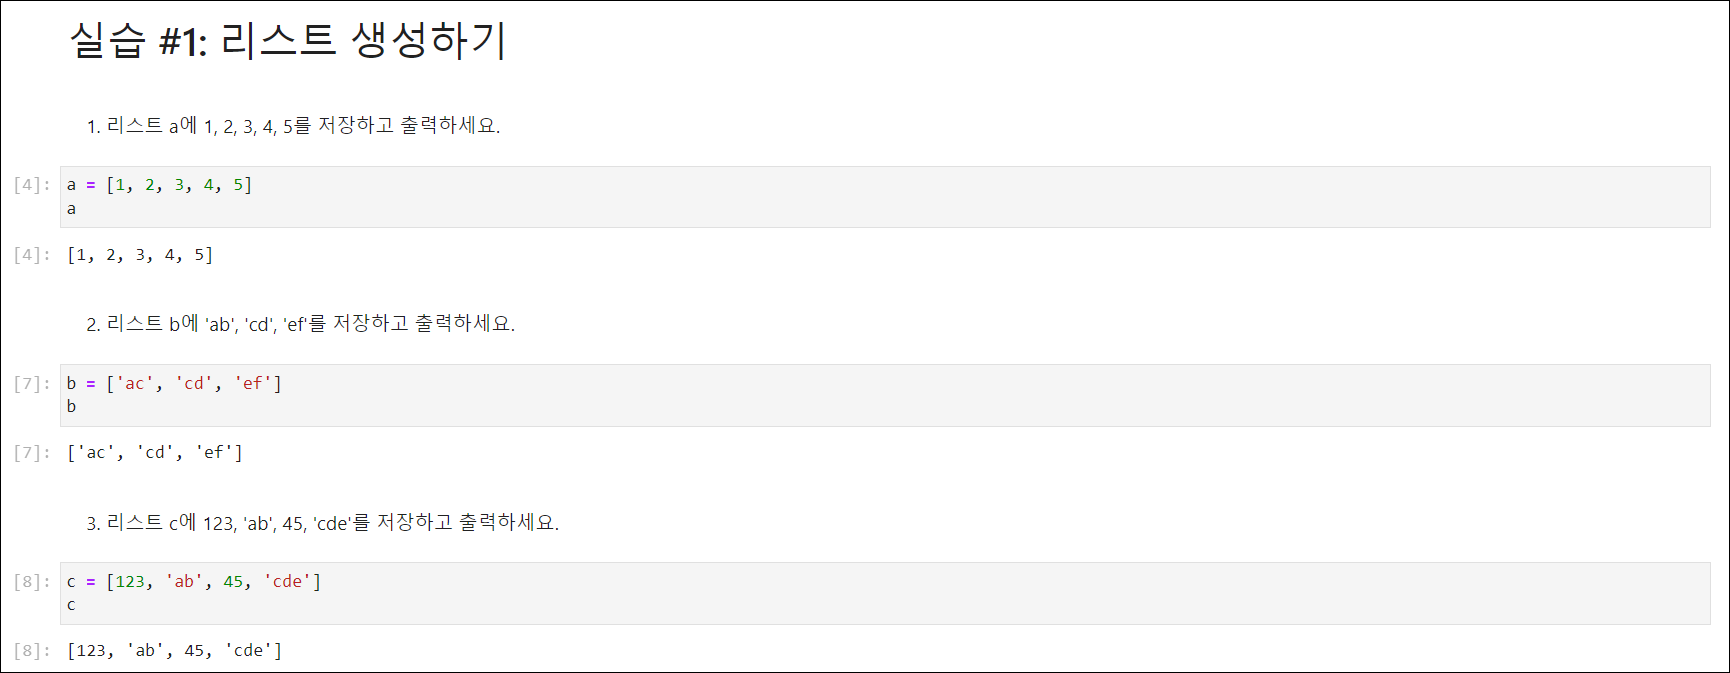 실습 #1: 리스트 생성하기
1. 리스트 a에 1, 2, 3, 4, 5를 저장하고 출력하세요.
[4]: a = [1, 2, 3, 4, 5]
a
[4]: [1, 2, 3, 4, 5]
2. 리스트 b에 'ab', 'cd', 'ef'를 저장하고 출력하세요.
[7]: b = ['ac', 'cd', 'ef']
b
[7]: ['ac', 'cd', 'ef']
3. 리스트 c에 123, 'ab', 45, 'cde'를 저장하고 출력하세요.
[8]: c = [123, 'ab', 45, 'cde']
c
[8]: [123, 'ab', 45, 'cde']